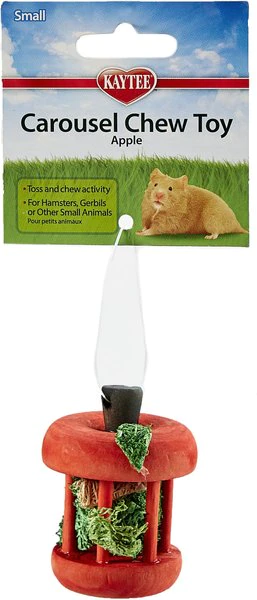 Small
KAYTEE
Carousel Chew Toy
Apple
• Toss and chew activity
• For Hamsters, Gerbils
or Other Small Animals
Pour petits animaux